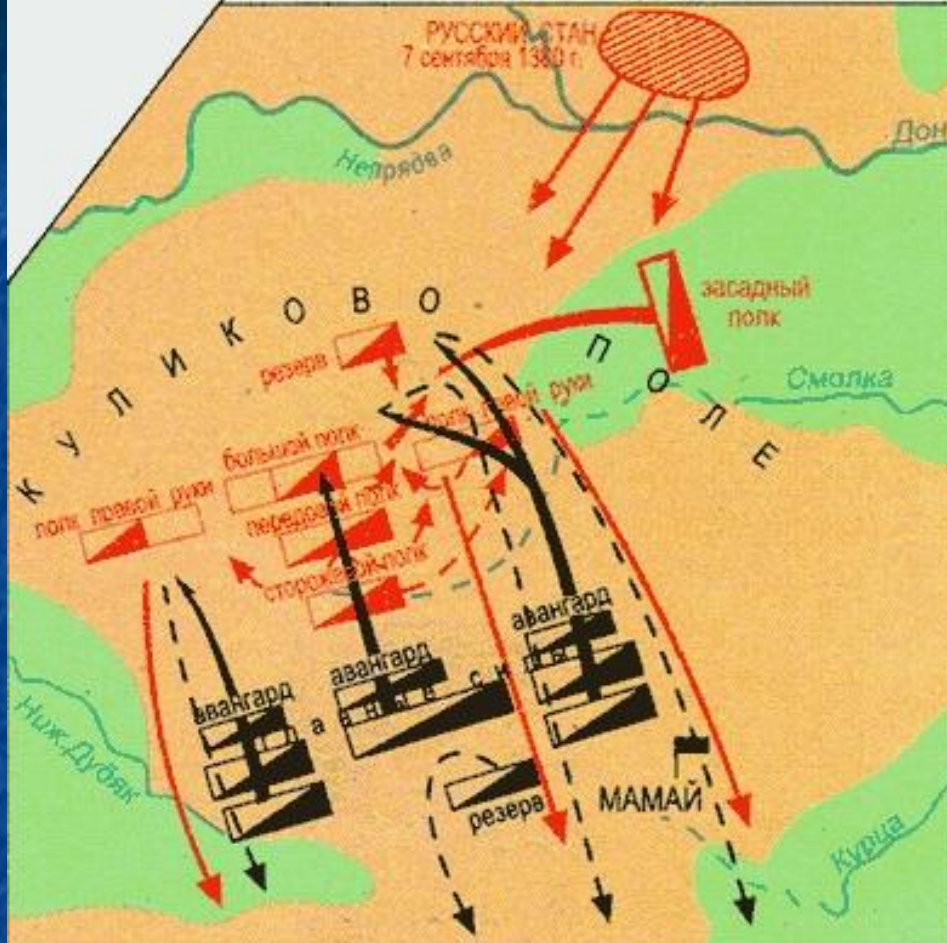 РУССКИЙ СТАН
7 сентября 1380 г.
Дон
Непрядва
засадный
полк
КУЛИКОВО ПОЛЕ
резерв
Смолка
полк левой руки
большой полк
полк правой руки
передовой полк
сторожевой полк
авангард
авангард
авангард
Ниж. Дубяк
резерв
МАМАЙ
Курца